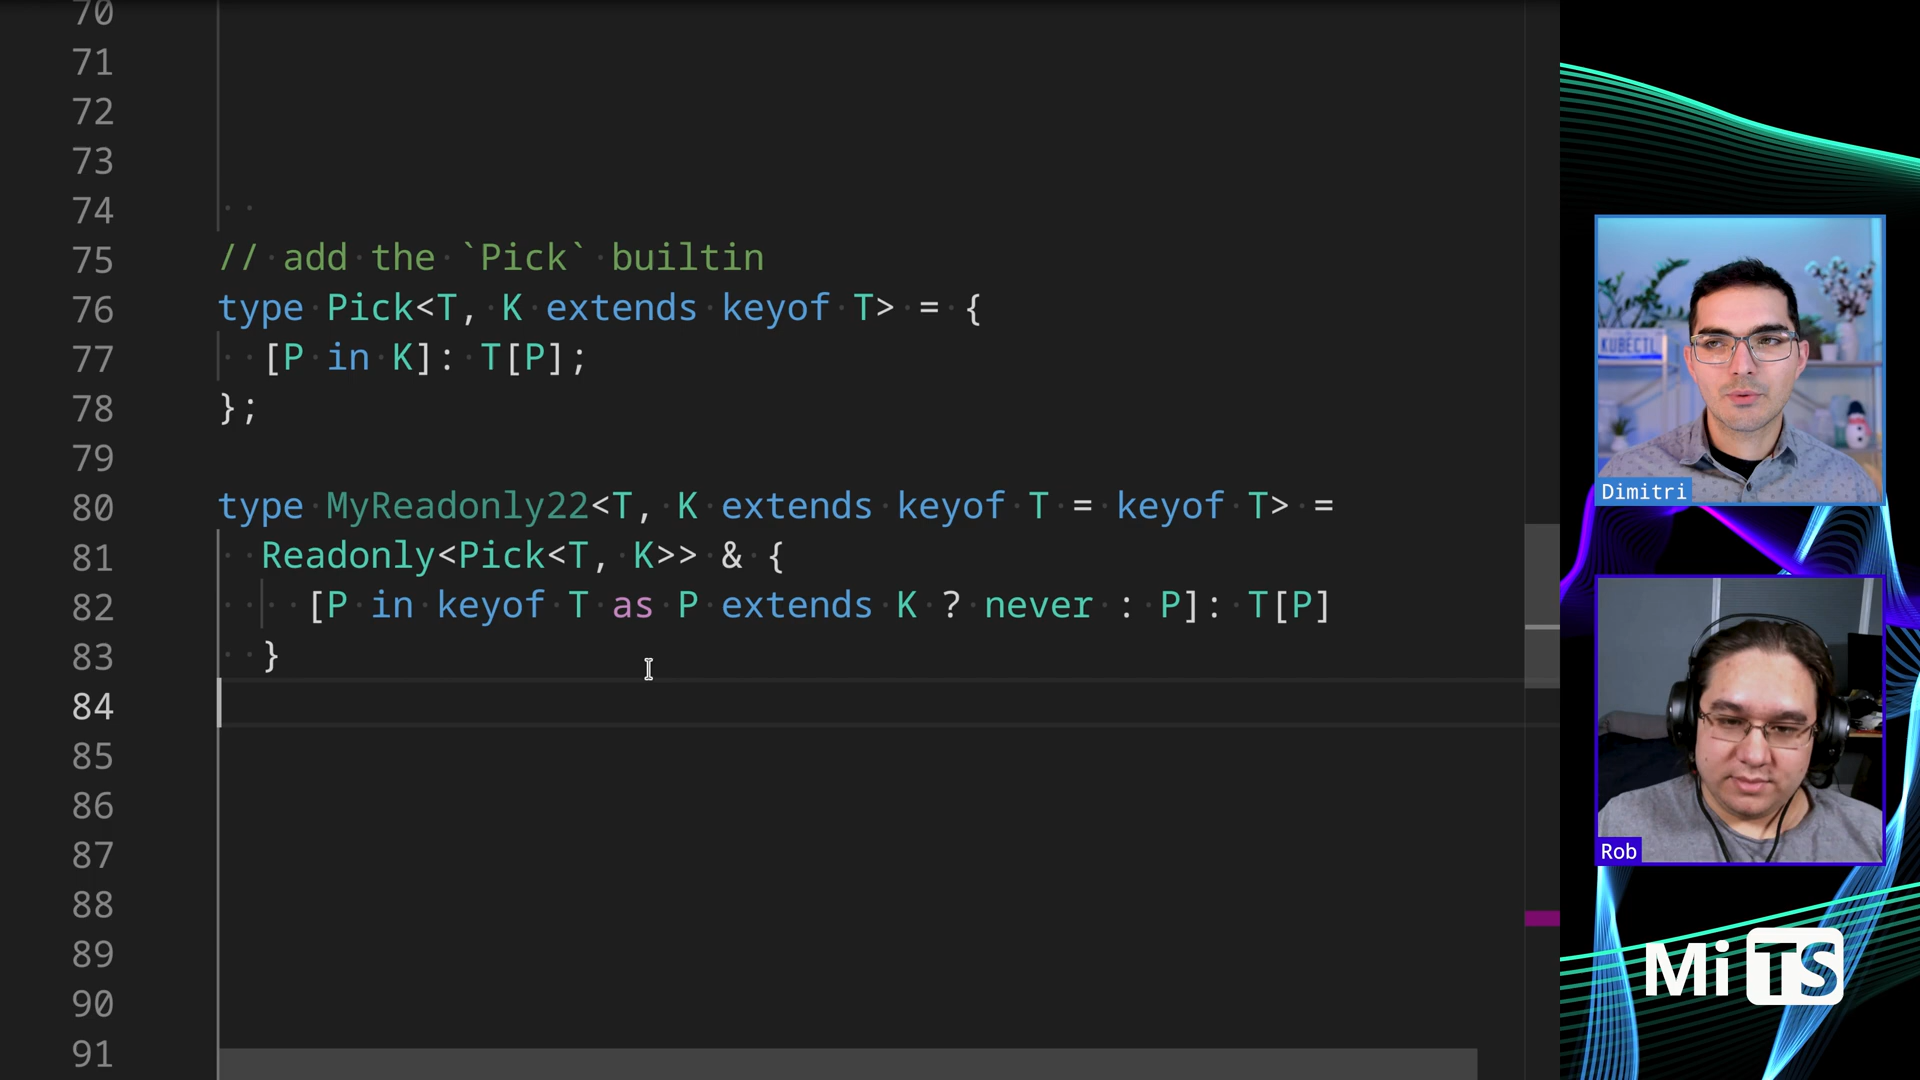 70
71
72
73
74
75 // add the `Pick` builtin
76 type Pick<T, K extends keyof T> = {
77 [P in K]: T[P];
78 };
79
80 type MyReadonly22<T, K extends keyof T = keyof T> =
81 Readonly<Pick<T, K>> & {
82 [P in keyof T as P extends K ? never : P]: T[P]
83 }
84
85
86
87
88
89
90
91
KUBECTL
Dimitri
Rob
Mi TS